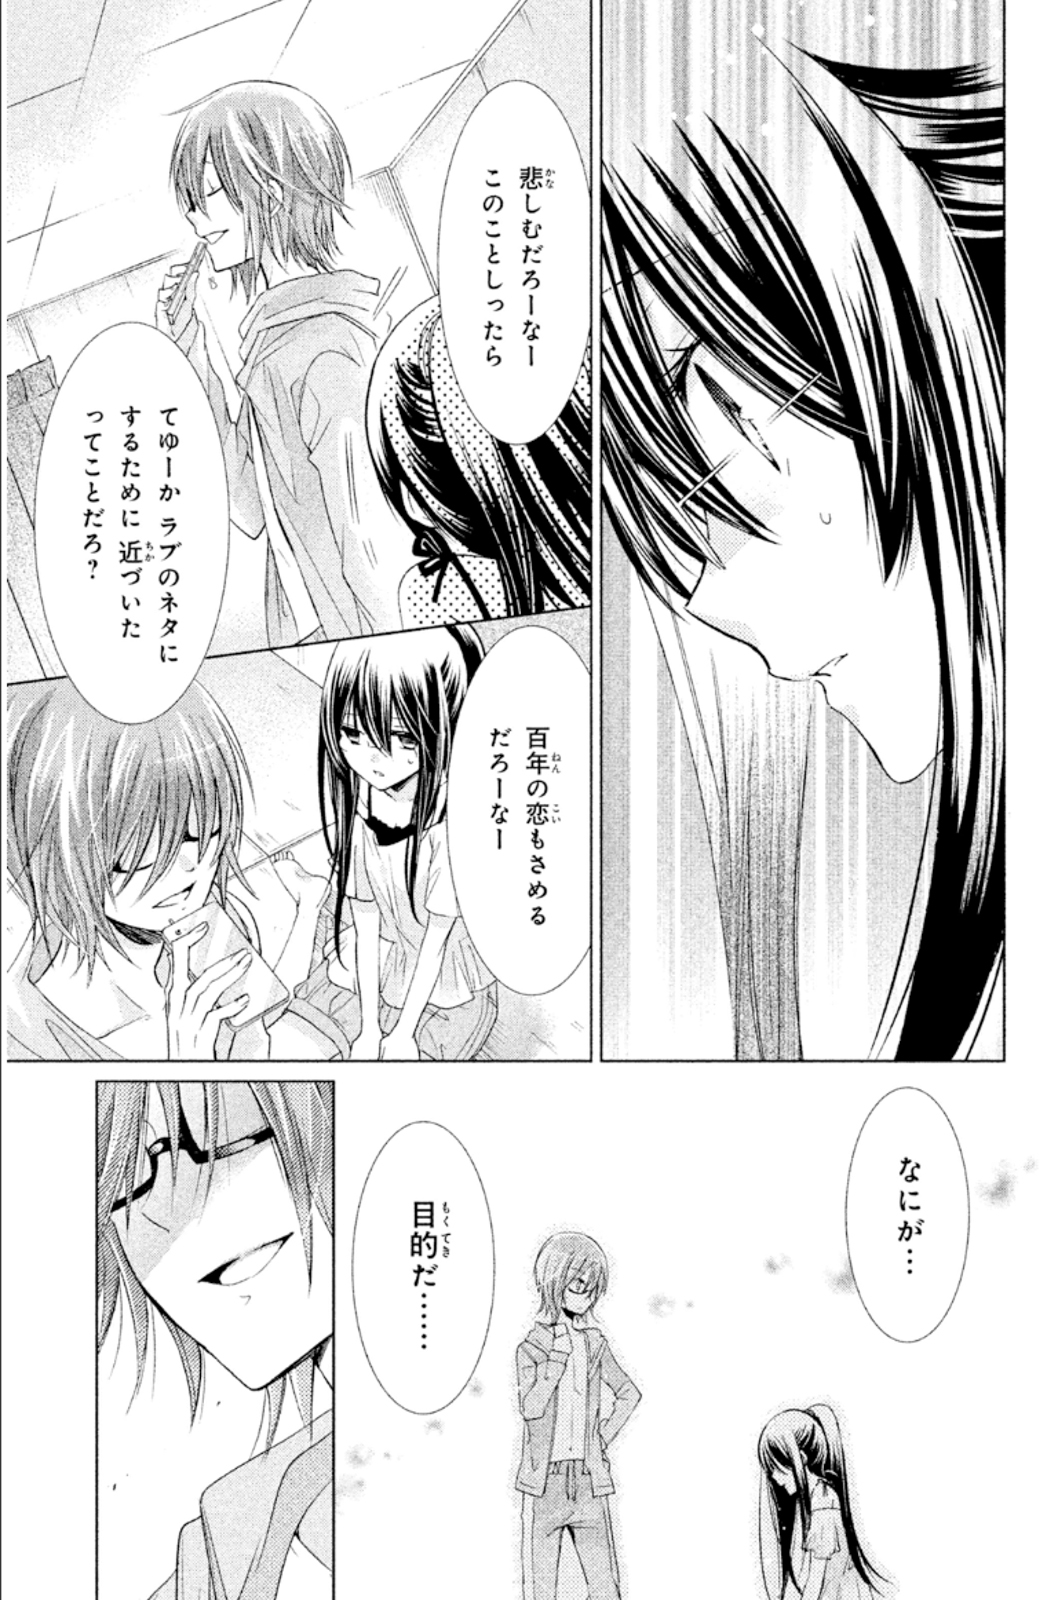 悲しむだろーなー
このことしったら
てゆーか ラブのネタに
するために近づいた
ってことだろ?
百年の恋もさめる
だろーなー
なにが…
目的だ……